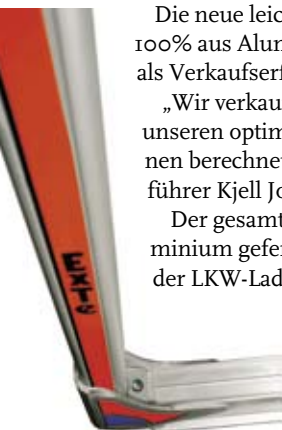 Die neue leic
100% aus Alun
als Verkaufserf
„Wir verkau
unseren optim
nen berechnet
führer Kjell Jo
Der gesamt
minium gefer
der LKW-Lad